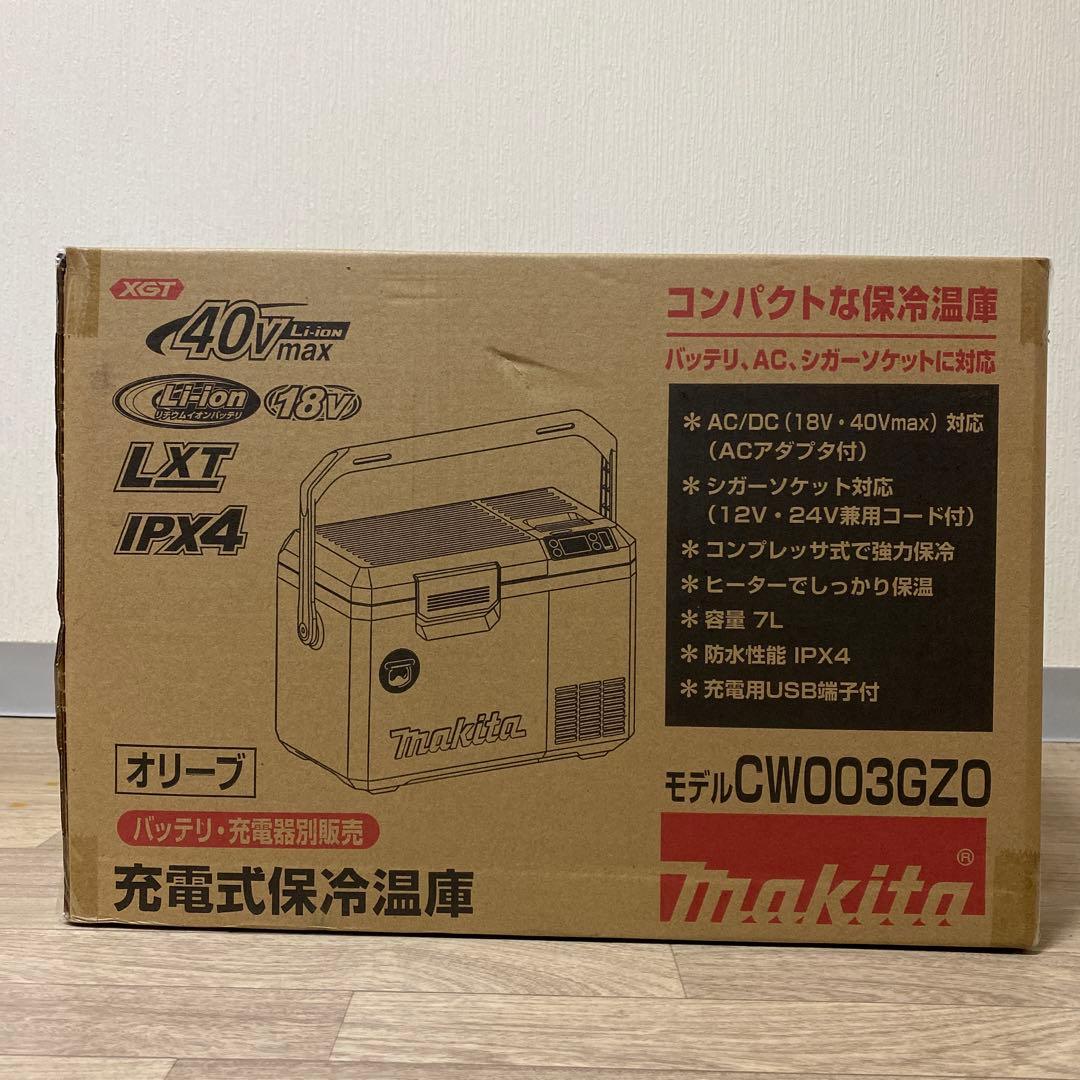 XGT
40Vmax Li-ion
Li-ion
リチウムイオンバッテリ
18V
LXT
IPX4
makita
オリーブ
バッテリ・充電器別販売
充電式保冷温庫
コンパクトな保冷温庫
バッテリ、AC、シガーソケットに対応
＊AC/DC（18V・40Vmax）対応
（ACアダプタ付）
＊シガーソケット対応
（12V・24V兼用コード付）
＊コンプレッサ式で強力保冷
＊ヒーターでしっかり保温
＊容量 7L
＊防水性能 IPX4
＊充電用USB端子付
モデルCW003GZO
makita®